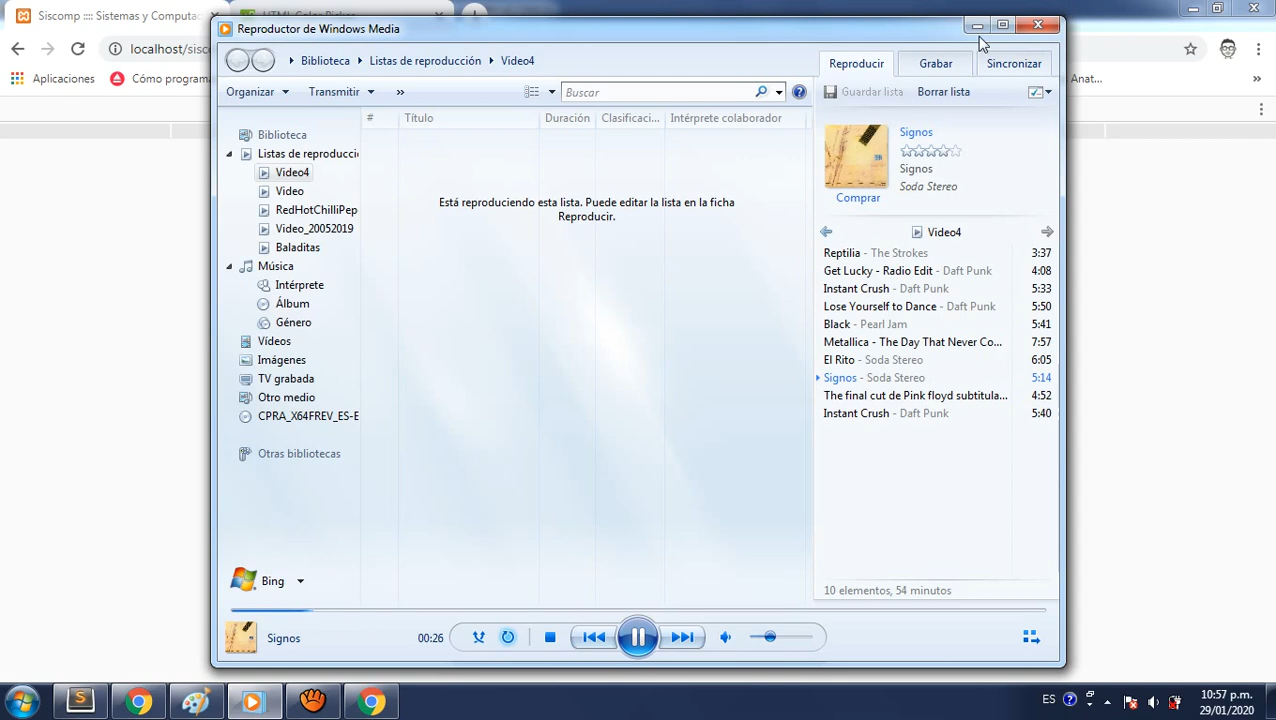 Siscomp :::: Sistemas y Computac
HTML Color Picker
localhost/sisco
Aplicaciones
Cómo programa
Anat...
»
Reproductor de Windows Media
Biblioteca
Listas de reproducción
Video4
Organizar
Transmitir
»
Buscar
Reproducir
Grabar
Sincronizar
Guardar lista
Borrar lista
Biblioteca
Listas de reproducció
Video4
Video
RedHotChilliPep
Video_20052019
Baladitas
Música
Intérprete
Álbum
Género
Vídeos
Imágenes
TV grabada
Otro medio
CPRA_X64FREV_ES-E
Otras bibliotecas
Bing
# Título Duración Clasificaci... Intérprete colaborador
Está reproduciendo esta lista. Puede editar la lista en la ficha
Reproducir.
Signos
Signos
Soda Stereo
Comprar
Video4
Reptilia - The Strokes 3:37
Get Lucky - Radio Edit - Daft Punk 4:08
Instant Crush - Daft Punk 5:33
Lose Yourself to Dance - Daft Punk 5:50
Black - Pearl Jam 5:41
Metallica - The Day That Never Co... 7:57
El Rito - Soda Stereo 6:05
Signos - Soda Stereo 5:14
The final cut de Pink floyd subtitula... 4:52
Instant Crush - Daft Punk 5:40
10 elementos, 54 minutos
Signos
00:26
ES
10:57 p.m.
29/01/2020